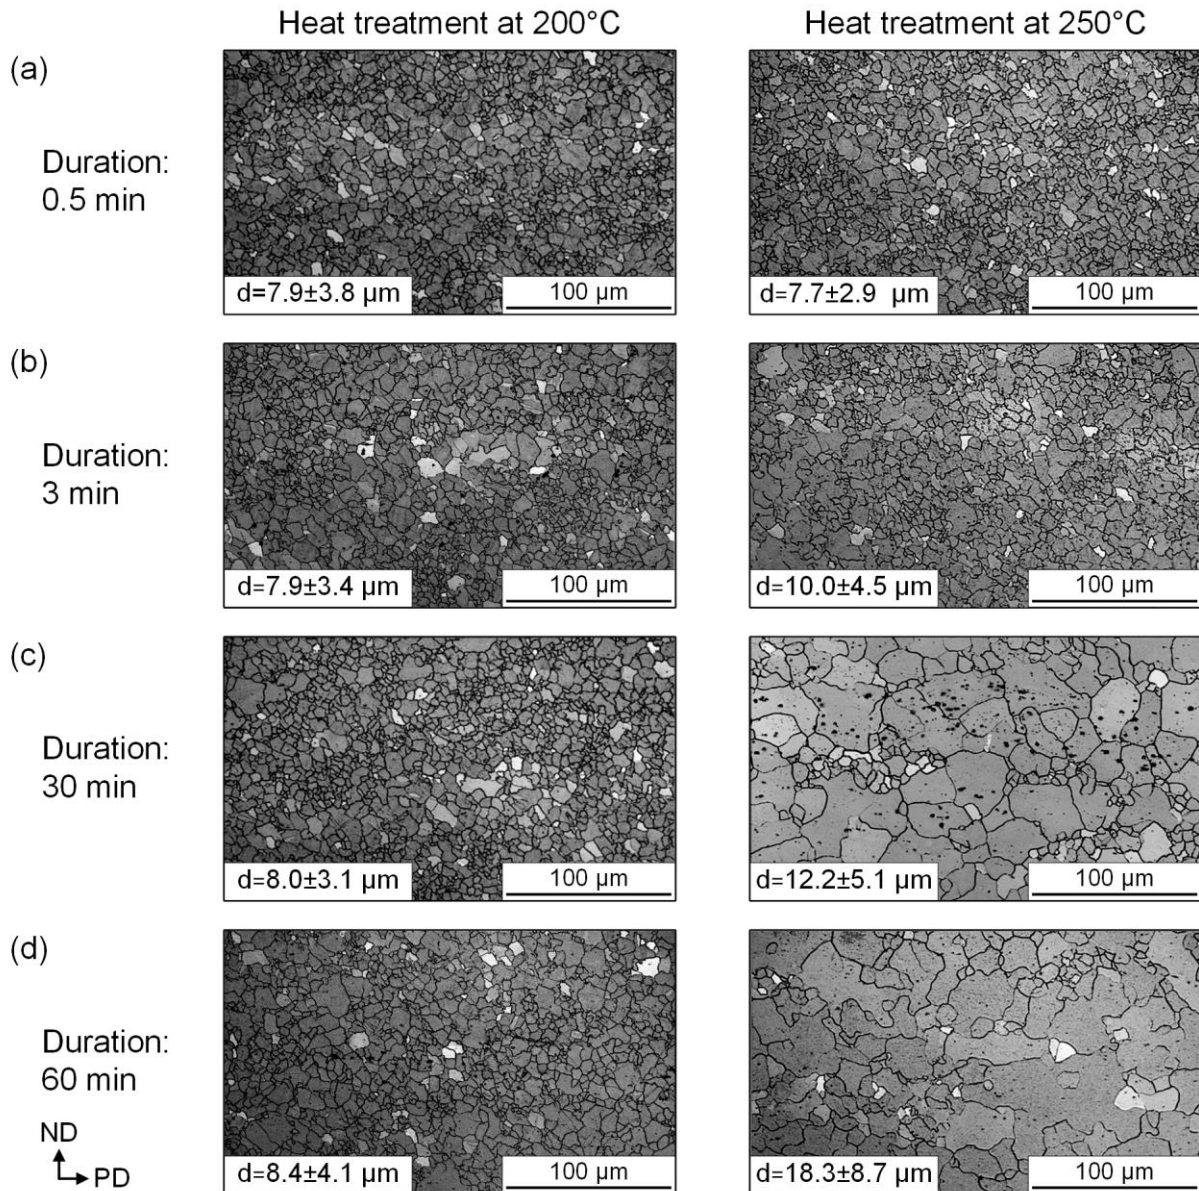 Heat treatment at 200°C
Heat treatment at 250°C
(a)
Duration:
0.5 min
d=7.9±3.8 µm
100 µm
d=7.7±2.9 µm
100 µm
(b)
Duration:
3 min
d=7.9±3.4 µm
100 µm
d=10.0±4.5 µm
100 µm
(c)
Duration:
30 min
d=8.0±3.1 µm
100 µm
d=12.2±5.1 µm
100 µm
(d)
Duration:
60 min
ND
PD
d=8.4±4.1 µm
100 µm
d=18.3±8.7 µm
100 µm